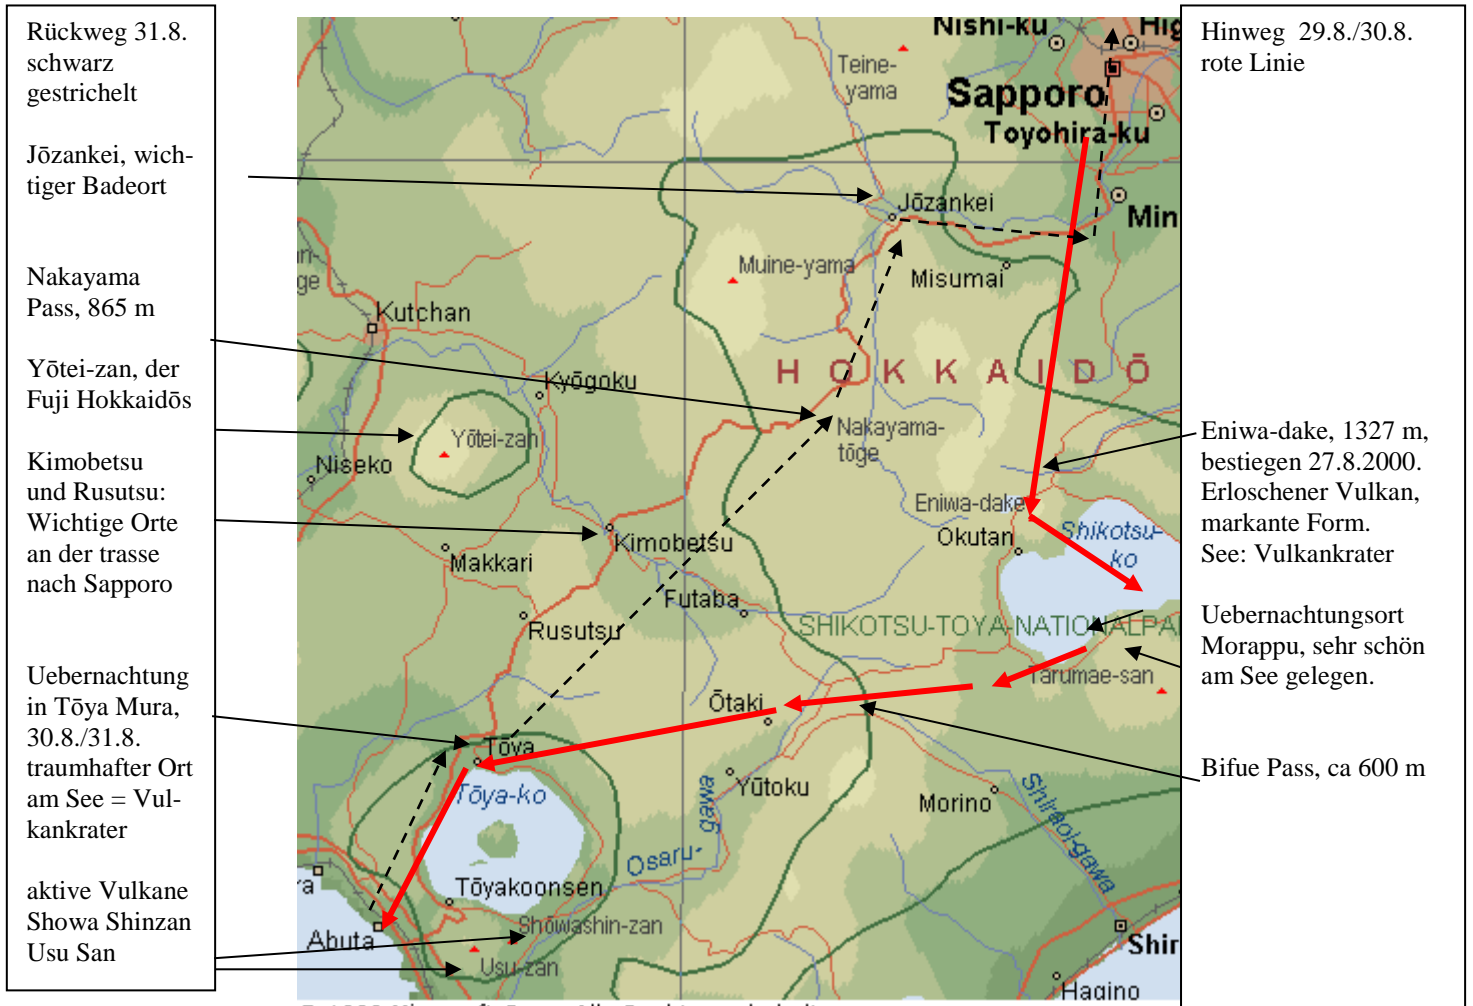 Rückweg 31.8.
schwarz
gestrichelt
Jōzankei, wich-
tiger Badeort
Nakayama
Pass, 865 m
Yōtei-zan, der
Fuji Hokkaidōs
Kimobetsu
und Rusutsu:
Wichtige Orte
an der trasse
nach Sapporo
Uebernachtung
in Tōya Mura,
30.8./31.8.
traumhafter Ort
am See = Vul-
kankrater
aktive Vulkane
Showa Shinzan
Usu San
Nishi-ku
Hig
Teine-
yama
Sapporo
Toyohira-ku
Jōzankei
Min
Muine-yama
Misumai
Kutchan
HOKKAIDŌ
Kyōgoku
Yōtei-zan
Nakayama-
tōge
Niseko
Eniwa-dake
Okutan
Shikotsu-
ko
Kimobetsu
Makkari
Futaba
Rusutsu
SHIKOTSU-TOYA-NATIONALPA
Tarumae-san
Ōtaki
Tōya
Tōya-ko
Yūtoku
Morino
Osaru-
gawa
Shiraoi-gawa
Tōyakoonsen
Shōwashin-zan
Abuta
Usu-zan
Shir
Hagino
Hinweg 29.8./30.8.
rote Linie
Eniwa-dake, 1327 m,
bestiegen 27.8.2000.
Erloschener Vulkan,
markante Form.
See: Vulkankrater
Uebernachtungsort
Morappu, sehr schön
am See gelegen.
Bifue Pass, ca 600 m